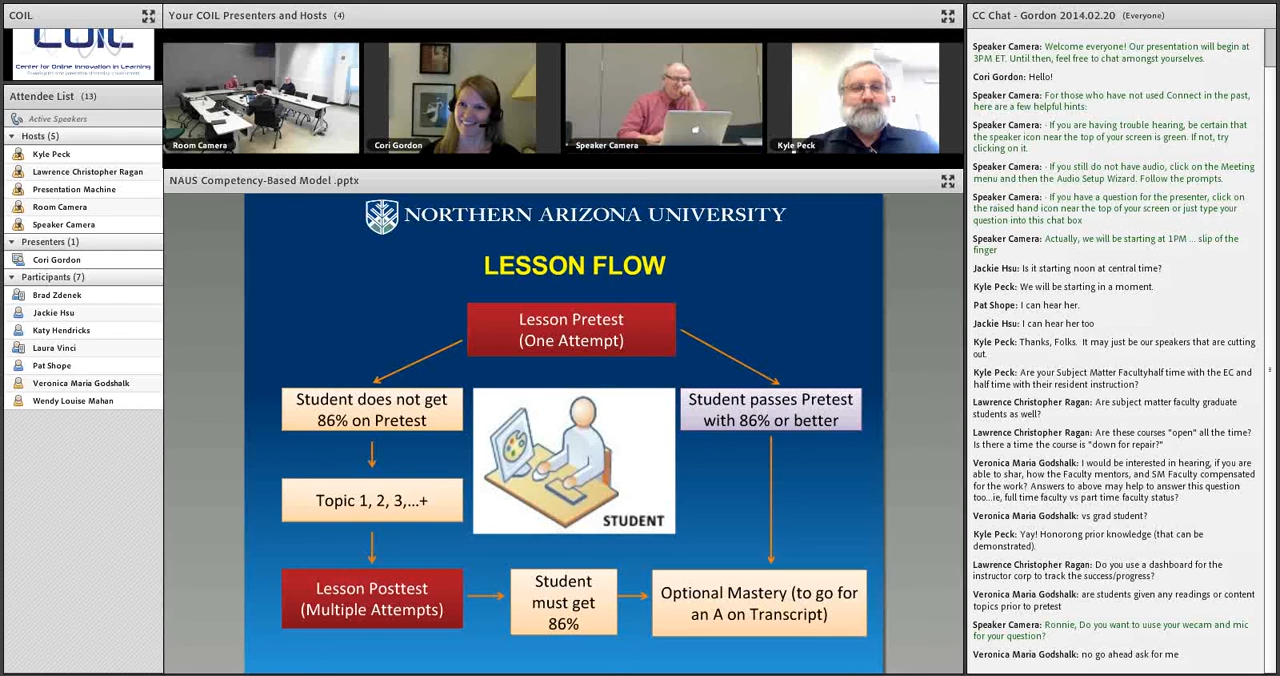 COIL
COIL
Center for Online Innovation in Learning
Attendee List (13)
Active Speakers
Hosts (5)
Kyle Peck
Lawrence Christopher Ragan
Presentation Machine
Room Camera
Speaker Camera
Presenters (1)
Cori Gordon
Participants (7)
Brad Zdenek
Jackie Hsu
Katy Hendricks
Laura Vinci
Pat Shope
Veronica Maria Godshalk
Wendy Louise Mahan
Your COIL Presenters and Hosts (4)
Room Camera
Cori Gordon
Speaker Camera
Kyle Peck
NAUS Competency-Based Model .pptx
NORTHERN ARIZONA UNIVERSITY
LESSON FLOW
Lesson Pretest
(One Attempt)
Student does not get
86% on Pretest
Student passes Pretest
with 86% or better
Topic 1, 2, 3,...+
STUDENT
Lesson Posttest
(Multiple Attempts)
Student
must get
86%
Optional Mastery (to go for
an A on Transcript)
CC Chat - Gordon 2014.02.20 (Everyone)
Speaker Camera: Welcome everyone! Our presentation will begin at
3PM ET. Until then, feel free to chat amongst yourselves.
Cori Gordon: Hello!
Speaker Camera: For those who have not used Connect in the past,
here are a few helpful hints:
Speaker Camera: · If you are having trouble hearing, be certain that
the speaker icon near the top of your screen is green. If not, try
clicking on it.
Speaker Camera: · If you still do not have audio, click on the Meeting
menu and then the Audio Setup Wizard. Follow the prompts.
Speaker Camera: · If you have a question for the presenter, click on
the raised hand icon near the top of your screen or just type your
question into this chat box
Speaker Camera: Actually, we will be starting at 1PM ... slip of the
finger
Jackie Hsu: Is it starting noon at central time?
Kyle Peck: We will be starting in a moment.
Pat Shope: I can hear her.
Jackie Hsu: I can hear her too
Kyle Peck: Thanks, Folks. It may just be our speakers that are cutting
out.
Kyle Peck: Are your Subject Matter Facultyhalf time with the EC and
half time with their resident instruction?
Lawrence Christopher Ragan: Are subject matter faculty graduate
students as well?
Lawrence Christopher Ragan: Are these courses "open" all the time?
Is there a time the course is "down for repair?"
Veronica Maria Godshalk: I would be interested in hearing, if you are
able to shar, how the Faculty mentors, and SM Faculty compensated
for the work? Answers to above may help to answer this question
too...ie, full time faculty vs part time faculty status?
Veronica Maria Godshalk: vs grad student?
Kyle Peck: Yay! Honorong prior knowledge (that can be
demonstrated).
Lawrence Christopher Ragan: Do you use a dashboard for the
instructor corp to track the success/progress?
Veronica Maria Godshalk: are students given any readings or content
topics prior to pretest
Speaker Camera: Ronnie, Do you want to uuse your wecam and mic
for your question?
Veronica Maria Godshalk: no go ahead ask for me